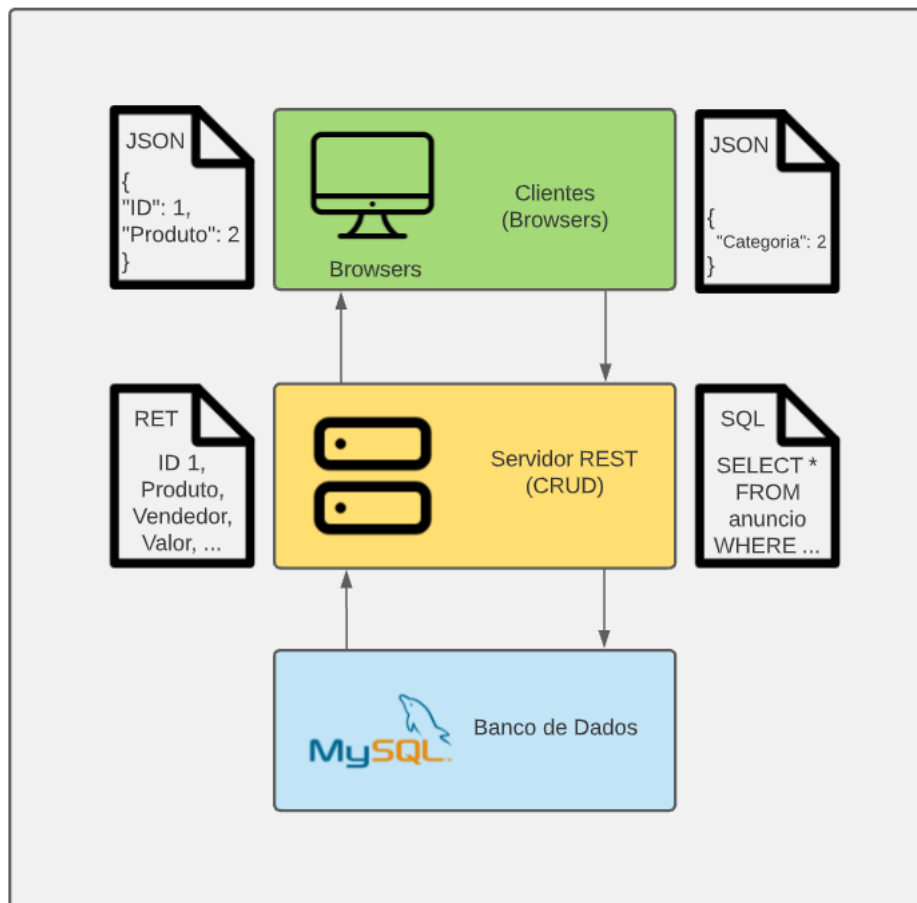 JSON
{
"ID": 1,
"Produto": 2
}
Browsers
Clientes
(Browsers)
JSON
{
"Categoria": 2
}
RET
ID 1,
Produto,
Vendedor,
Valor, ...
Servidor REST
(CRUD)
SQL
SELECT *
FROM
anuncio
WHERE ...
MySQL
Banco de Dados